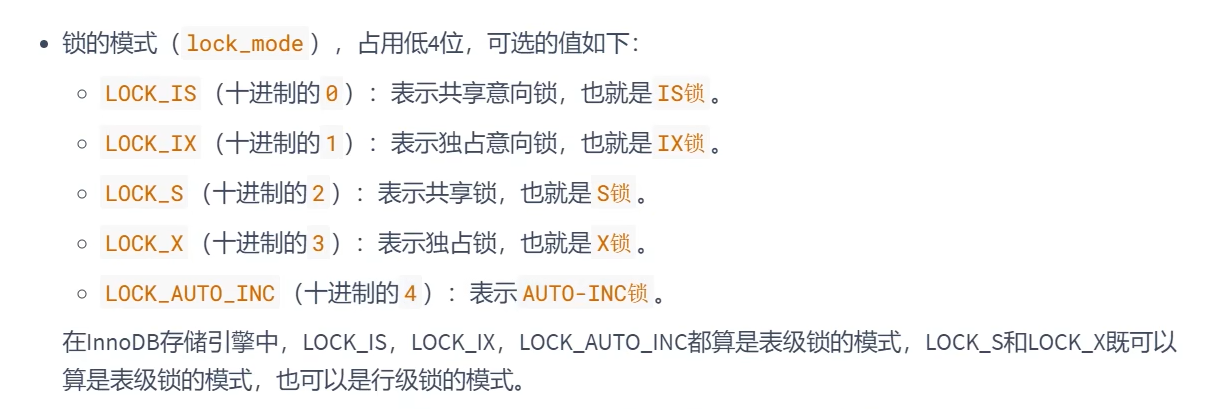 锁的模式（lock_mode），占用低4位，可选的值如下：
LOCK_IS（十进制的0）：表示共享意向锁，也就是IS锁。
LOCK_IX（十进制的1）：表示独占意向锁，也就是IX锁。
LOCK_S（十进制的2）：表示共享锁，也就是S锁。
LOCK_X（十进制的3）：表示独占锁，也就是X锁。
LOCK_AUTO_INC（十进制的4）：表示AUTO-INC锁。
在InnoDB存储引擎中，LOCK_IS，LOCK_IX，LOCK_AUTO_INC都算是表级锁的模式，LOCK_S和LOCK_X既可以
算是表级锁的模式，也可以是行级锁的模式。